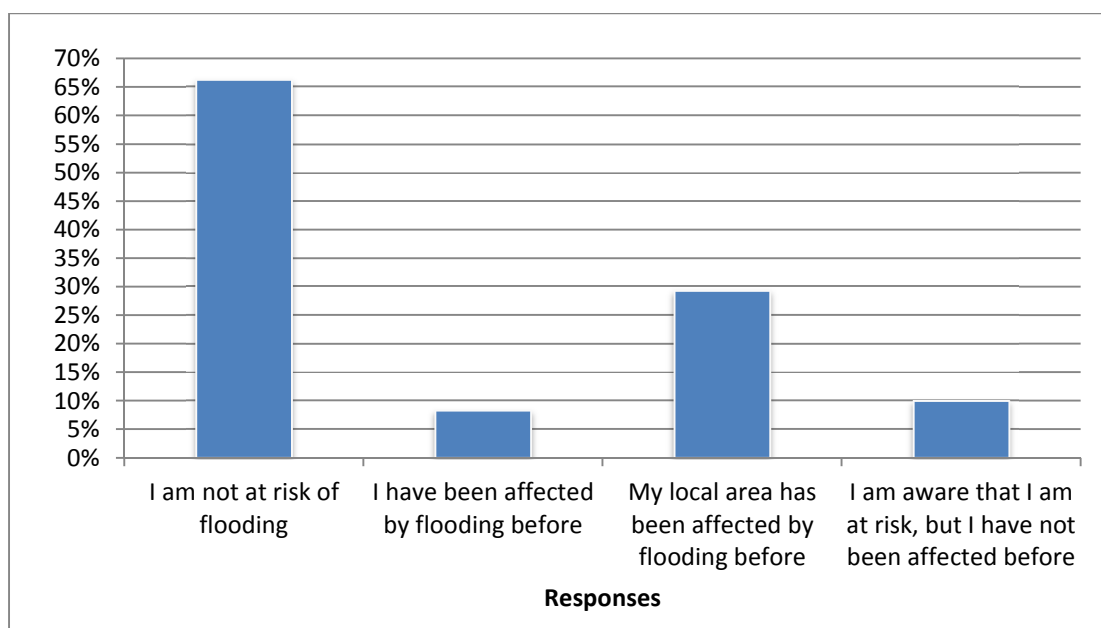 70%
65%
60%
55%
50%
45%
40%
35%
30%
25%
20%
15%
10%
5%
0%
I am not at risk of
flooding
I have been affected
by flooding before
My local area has
been affected by
flooding before
I am aware that I am
at risk, but I have not
been affected before
Responses